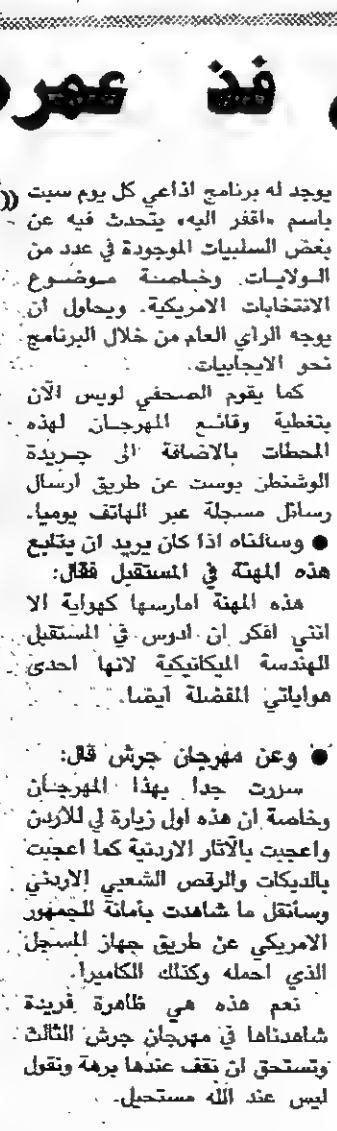 فذ عمر
يوجد له برنامج اذاعي كل يوم سبت
باسم «اقفر اليه» يتحدث فيه عن
بعض السلبيات الموجودة في عدد من
الولايات وخاصة موضوع
الانتخابات الامريكية. ويحاول ان
يوجه الراي العام من خلال البرنامج
نحو الايجابيات.
كما يقوم الصحفي لويس الآن
بتغطية وقائع المهرجان لهذه
المحطات بالاضافة الى جريدة
الوشنطن بوست عن طريق ارسال
رسائل مسجلة عبر الهاتف يوميا.
● وسالناه اذا كان يريد ان يتابع
هذه المهنة في المستقبل فقال:
هذه المهنة امارسها كهواية الا
انني افكر ان ادرس في المستقبل
الهندسة الميكانيكية لانها احدى
هواياتي المفضلة ايضا.
● وعن مهرجان جرش قال:
سررت جدا بهذا المهرجان
وخاصة ان هذه اول زيارة لي للاردن
واعجبت بالآثار الاردنية كما اعجبت
بالدبكات والرقص الشعبي الاردني
وسأنقل ما شاهدت بأمانة للجمهور
الامريكي عن طريق جهاز المسجل
الذي احمله وكذلك الكاميرا.
نعم هذه هي ظاهرة فريدة
شاهدناها في مهرجان جرش الثالث
وتستحق ان نقف عندها برهة ونقول
ليس عند الله مستحيل.